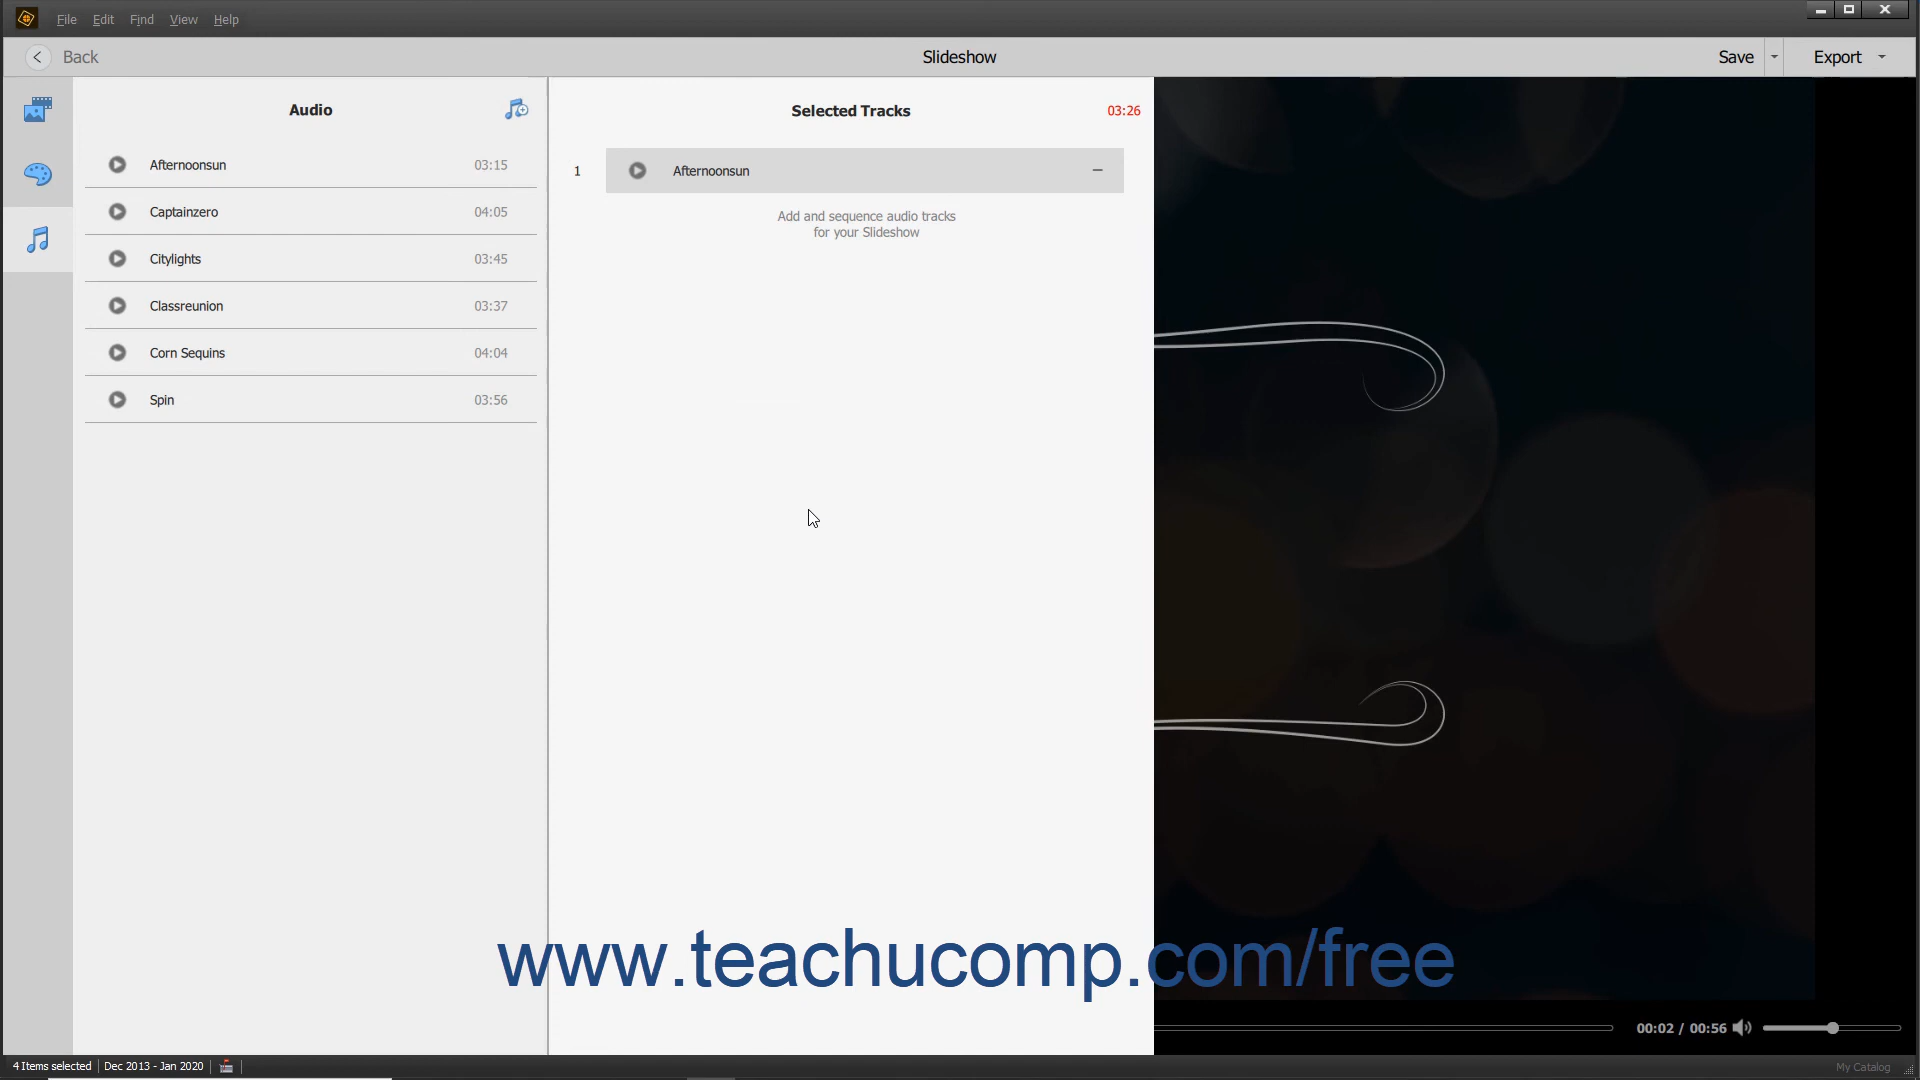 File Edit Find View Help
Back Slideshow Save Export
Audio
Afternoonsun 03:15
Captainzero 04:05
Citylights 03:45
Classreunion 03:37
Corn Sequins 04:04
Spin 03:56
Selected Tracks 03:26
1 Afternoonsun
Add and sequence audio tracks
for your Slideshow
www.teachucomp.com/free
00:02 / 00:56
4 Items selected Dec 2013 - Jan 2020 My Catalog